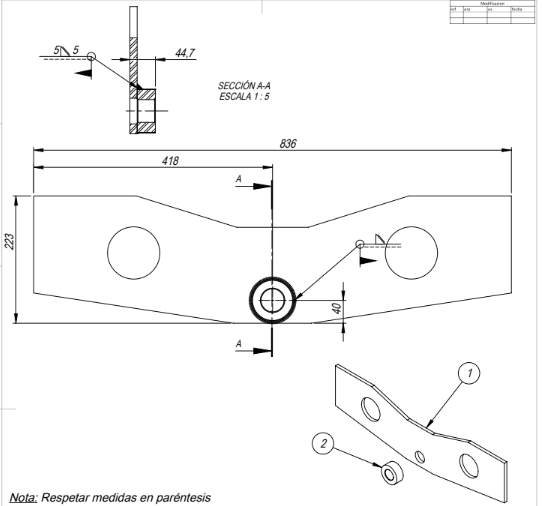 Modificacion
ref
era
es
fecha
5 5
44,7
SECCIÓN A-A
ESCALA 1 : 5
836
418
A
223
40
A
1
2
Nota: Respetar medidas en paréntesis